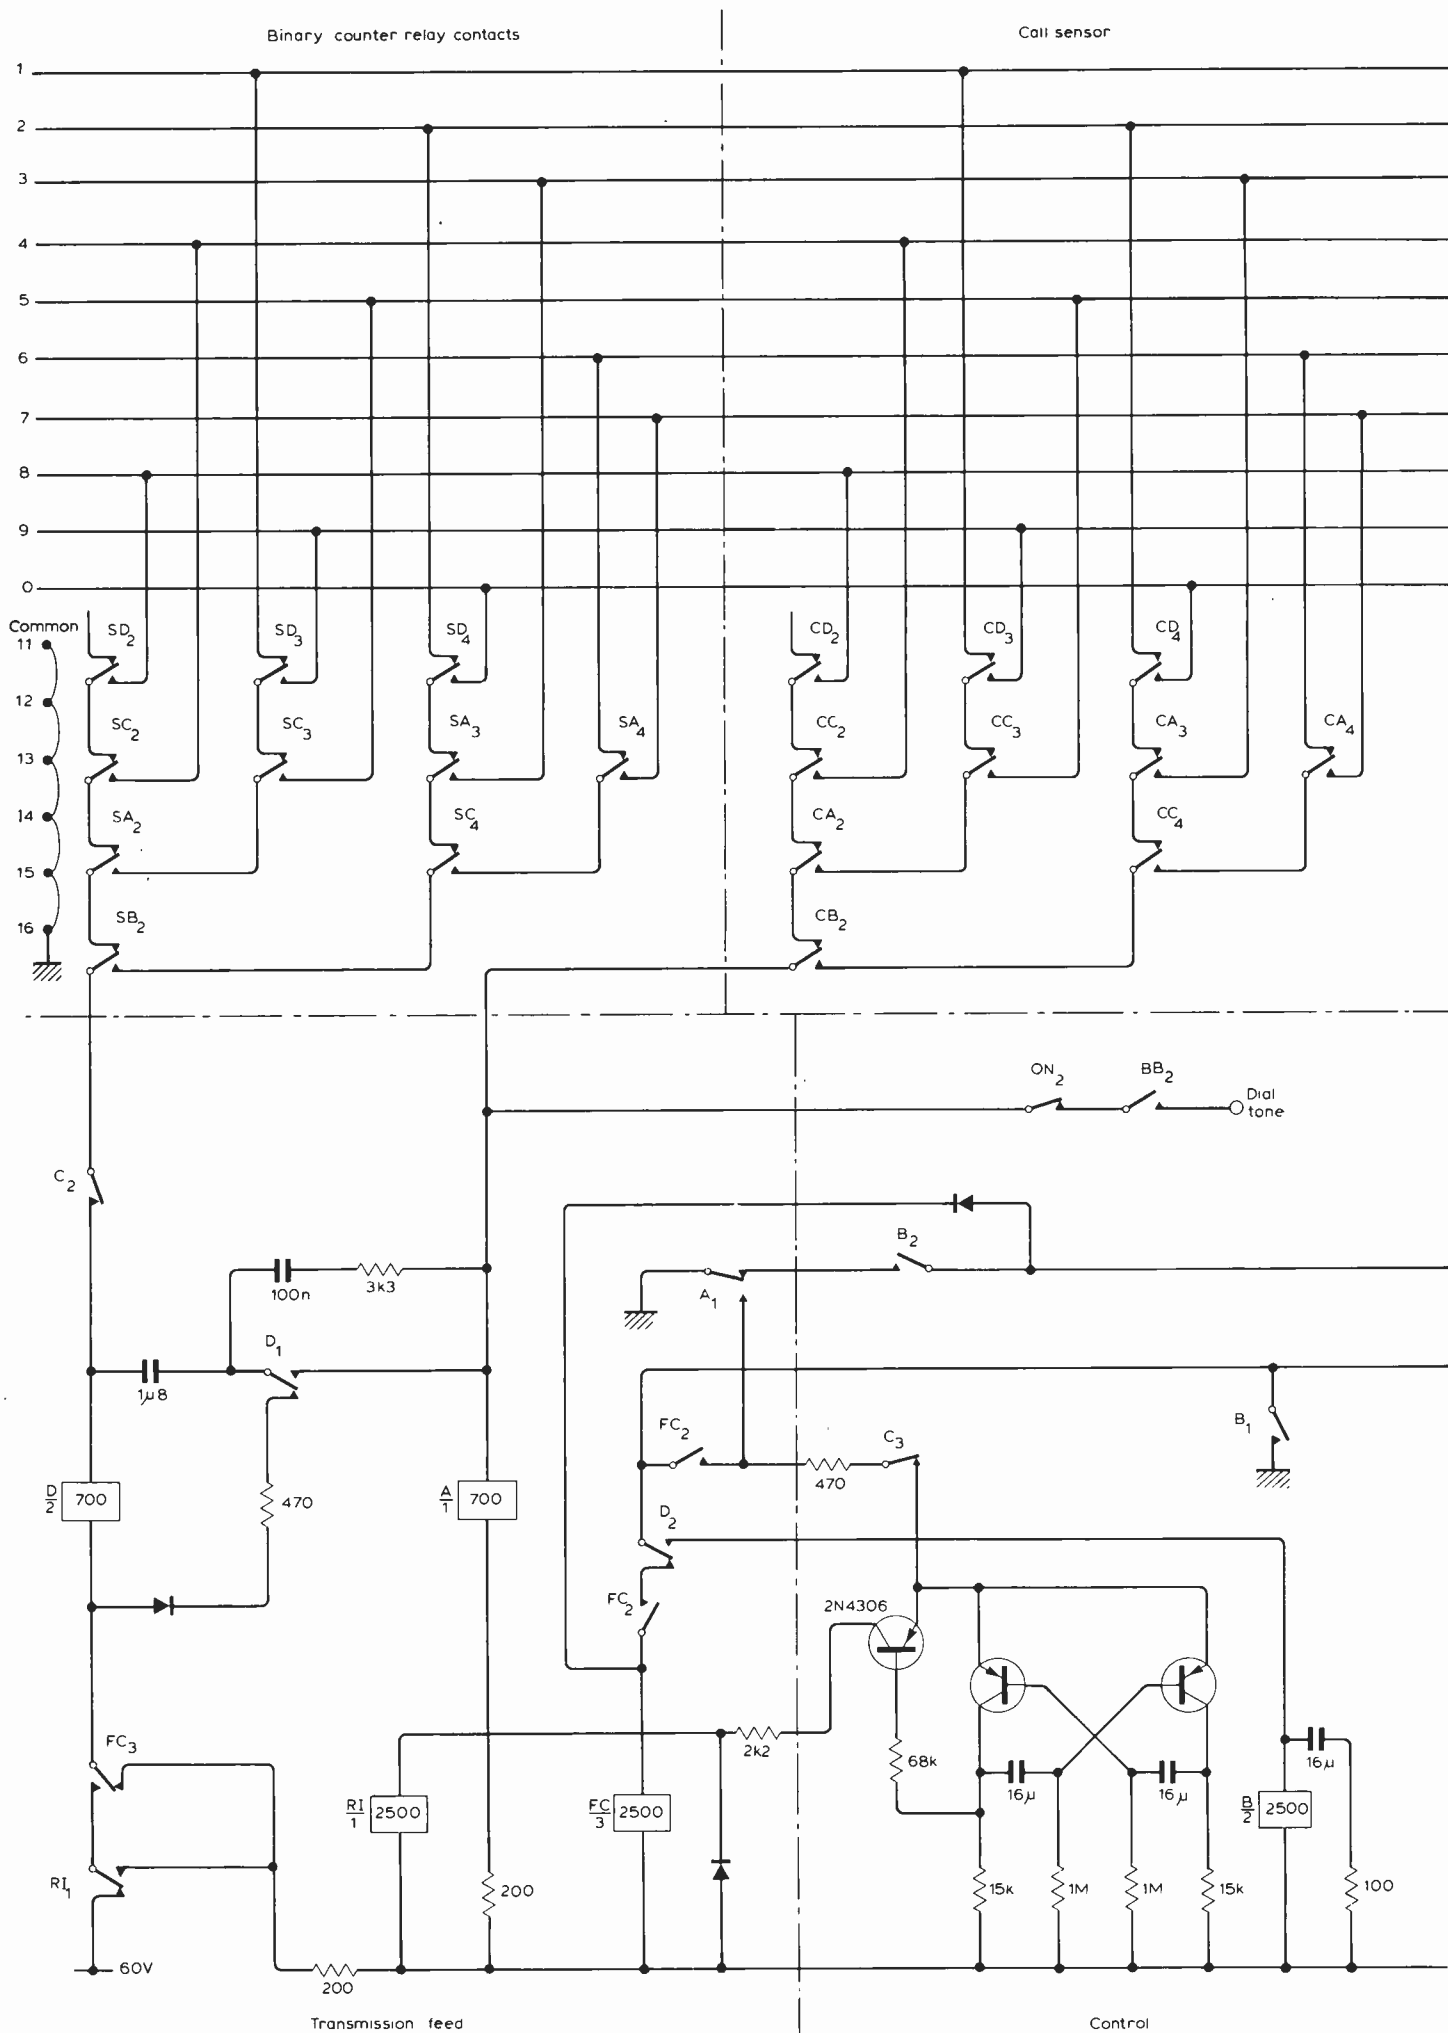 Binary counter relay contacts
Call sensor
1
2
3
4
5
6
7
8
9
0
Common
11
12
13
14
15
16
SD2
SD3
SD4
CD2
CD3
CD4
SC2
SC3
SA3
SA4
CC2
CC3
CA3
CA4
SA2
SC4
CA2
CC4
SB2
CB2
ON2
BB2
Dial tone
C2
B2
A1
100n
3k3
D1
1µ8
FC2
C3
B1
470
D/2
700
470
A/1
700
D2
FC2
2N4306
FC3
2k2
68k
16µ
16µ
16µ
RI/1
2500
FC/3
2500
B/2
2500
RI1
200
15k
1M
1M
15k
100
60V
200
Transmission feed
Control